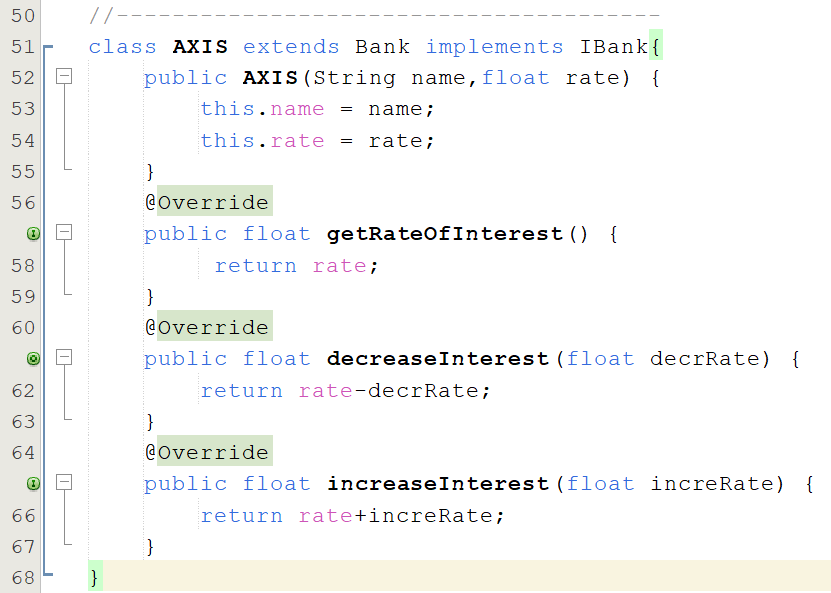 50 //---------------------------------------
51 class AXIS extends Bank implements IBank{
52     public AXIS(String name,float rate) {
53         this.name = name;
54         this.rate = rate;
55     }
56     @Override
    public float getRateOfInterest() {
58          return rate;
59     }
60     @Override
    public float decreaseInterest(float decrRate) {
62         return rate-decrRate;
63     }
64     @Override
    public float increaseInterest(float increRate) {
66         return rate+increRate;
67     }
68 }